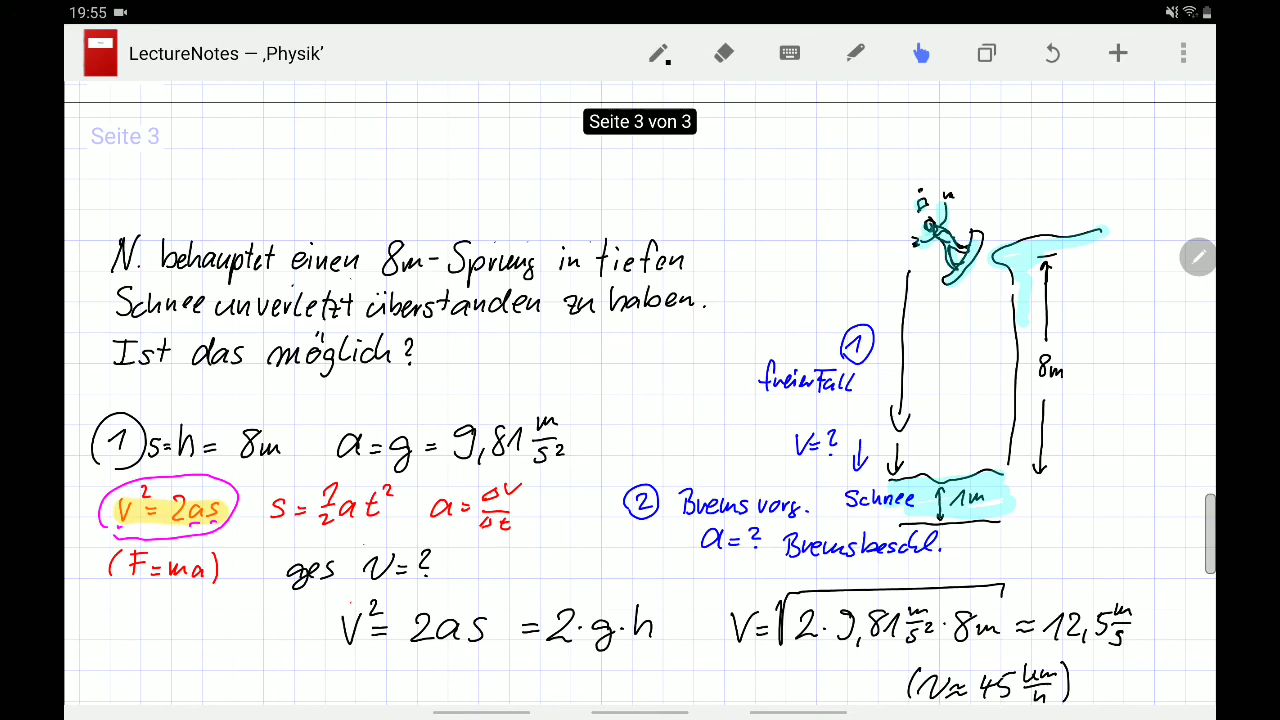 19:55
LectureNotes — ‚Physik’
Seite 3 von 3
Seite 3
N. behauptet einen 8m-Sprung in tiefen
Schnee unverletzt überstanden zu haben.
Ist das möglich?
1
freier Fall
8m
V=?
1 s=h= 8m a=g=9,81 m/s²
v² = 2as s=1/2at² a=Δv/Δt
2 Bremsvorg. Schnee 1m
a=? Bremsbeschl.
(F=ma) ges v=?
v²= 2as =2·g·h V=√2·9,81 m/s²·8m ≈12,5 m/s
(v≈45 km/h)